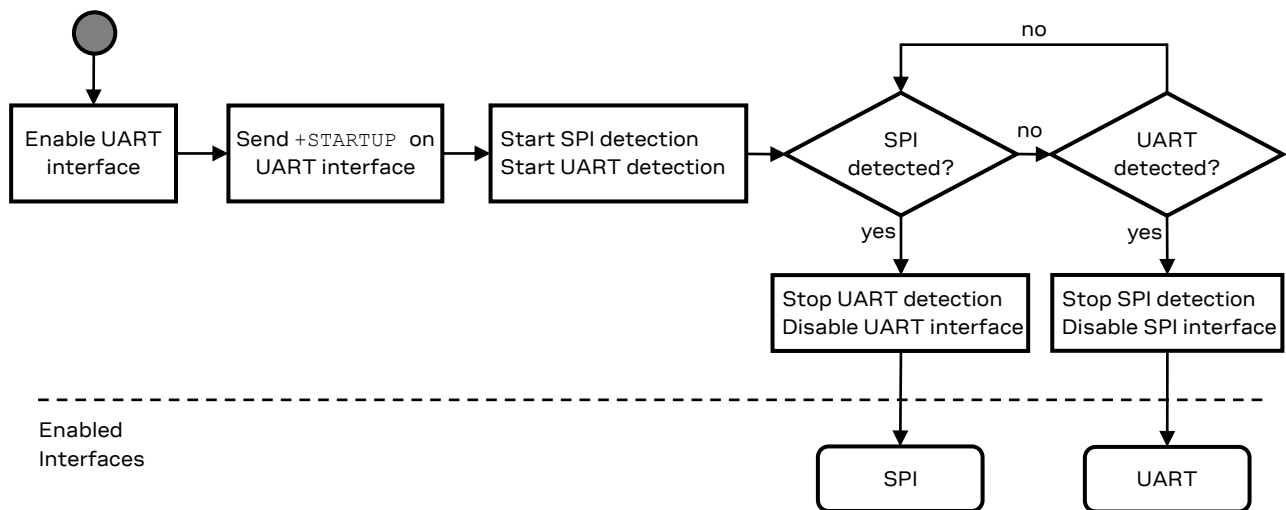 no
Enable UART
interface
Send +STARTUP on
UART interface
Start SPI detection
Start UART detection
SPI
detected?
no
UART
detected?
yes
yes
Stop UART detection
Disable UART interface
Stop SPI detection
Disable SPI interface
Enabled
Interfaces
SPI
UART